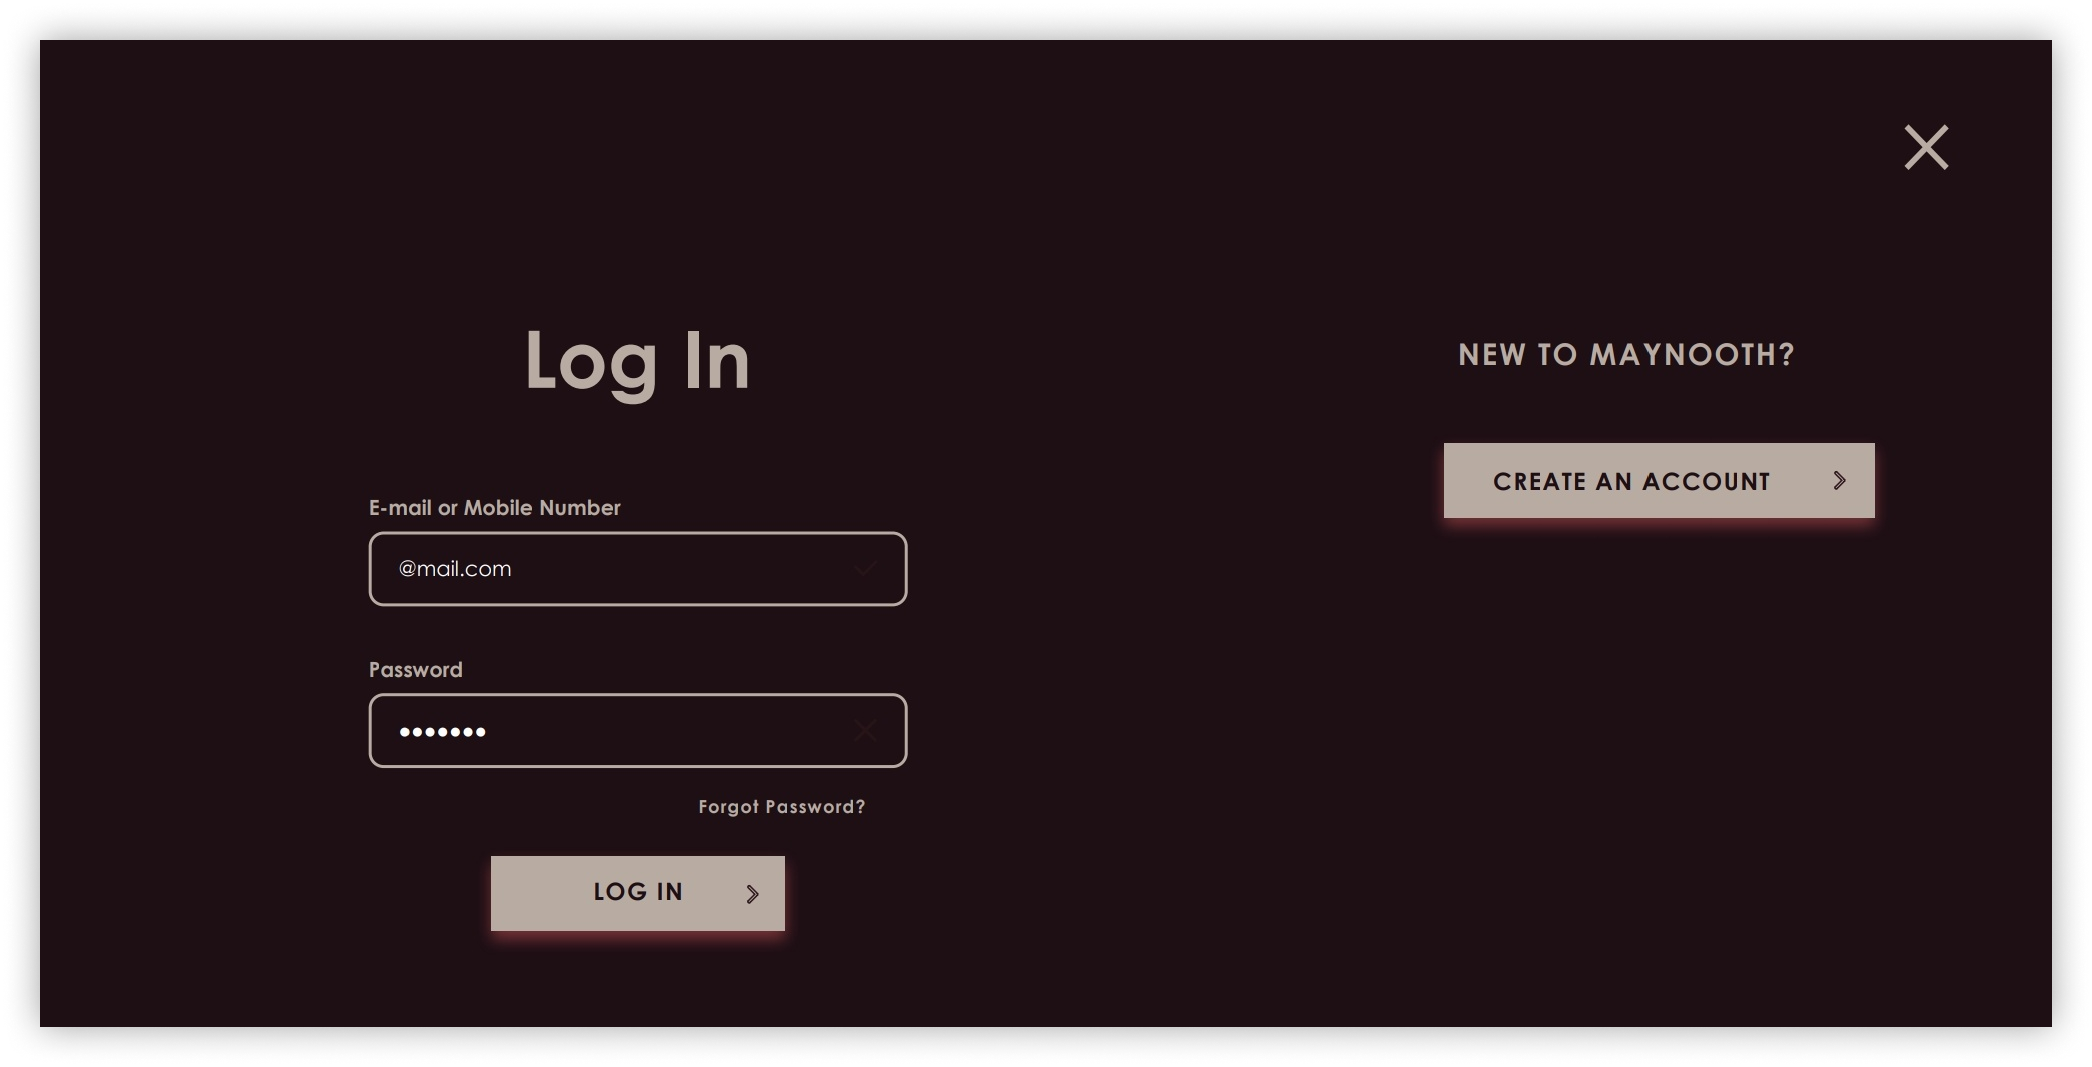 Log In
E-mail or Mobile Number
@mail.com
Password
•••••••
Forgot Password?
LOG IN
NEW TO MAYNOOTH?
CREATE AN ACCOUNT